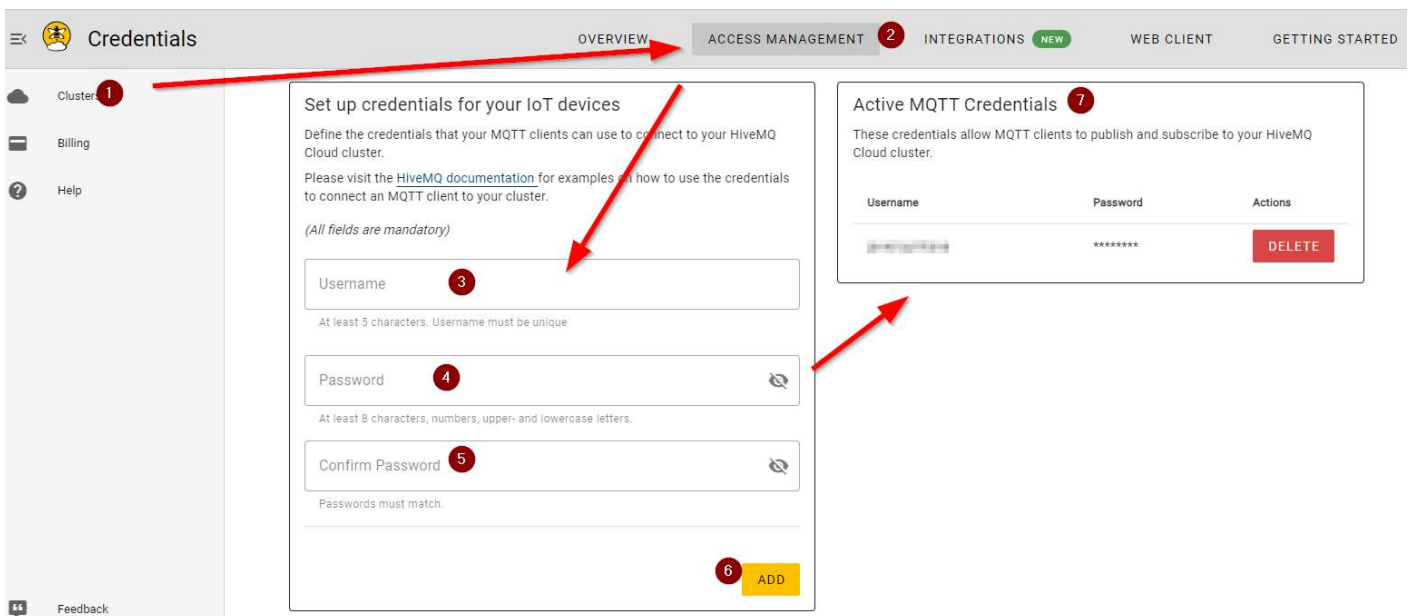 Credentials
OVERVIEW
ACCESS MANAGEMENT
2
INTEGRATIONS NEW
WEB CLIENT
GETTING STARTED
Clusters
1
Billing
Help
Feedback
Set up credentials for your IoT devices
Define the credentials that your MQTT clients can use to connect to your HiveMQ
Cloud cluster.
Please visit the HiveMQ documentation for examples on how to use the credentials
to connect an MQTT client to your cluster.
(All fields are mandatory)
Username
3
At least 5 characters. Username must be unique
Password
4
At least 8 characters, numbers, upper- and lowercase letters.
Confirm Password
5
Passwords must match.
6
ADD
Active MQTT Credentials
7
These credentials allow MQTT clients to publish and subscribe to your HiveMQ
Cloud cluster.
Username Password Actions
******** DELETE